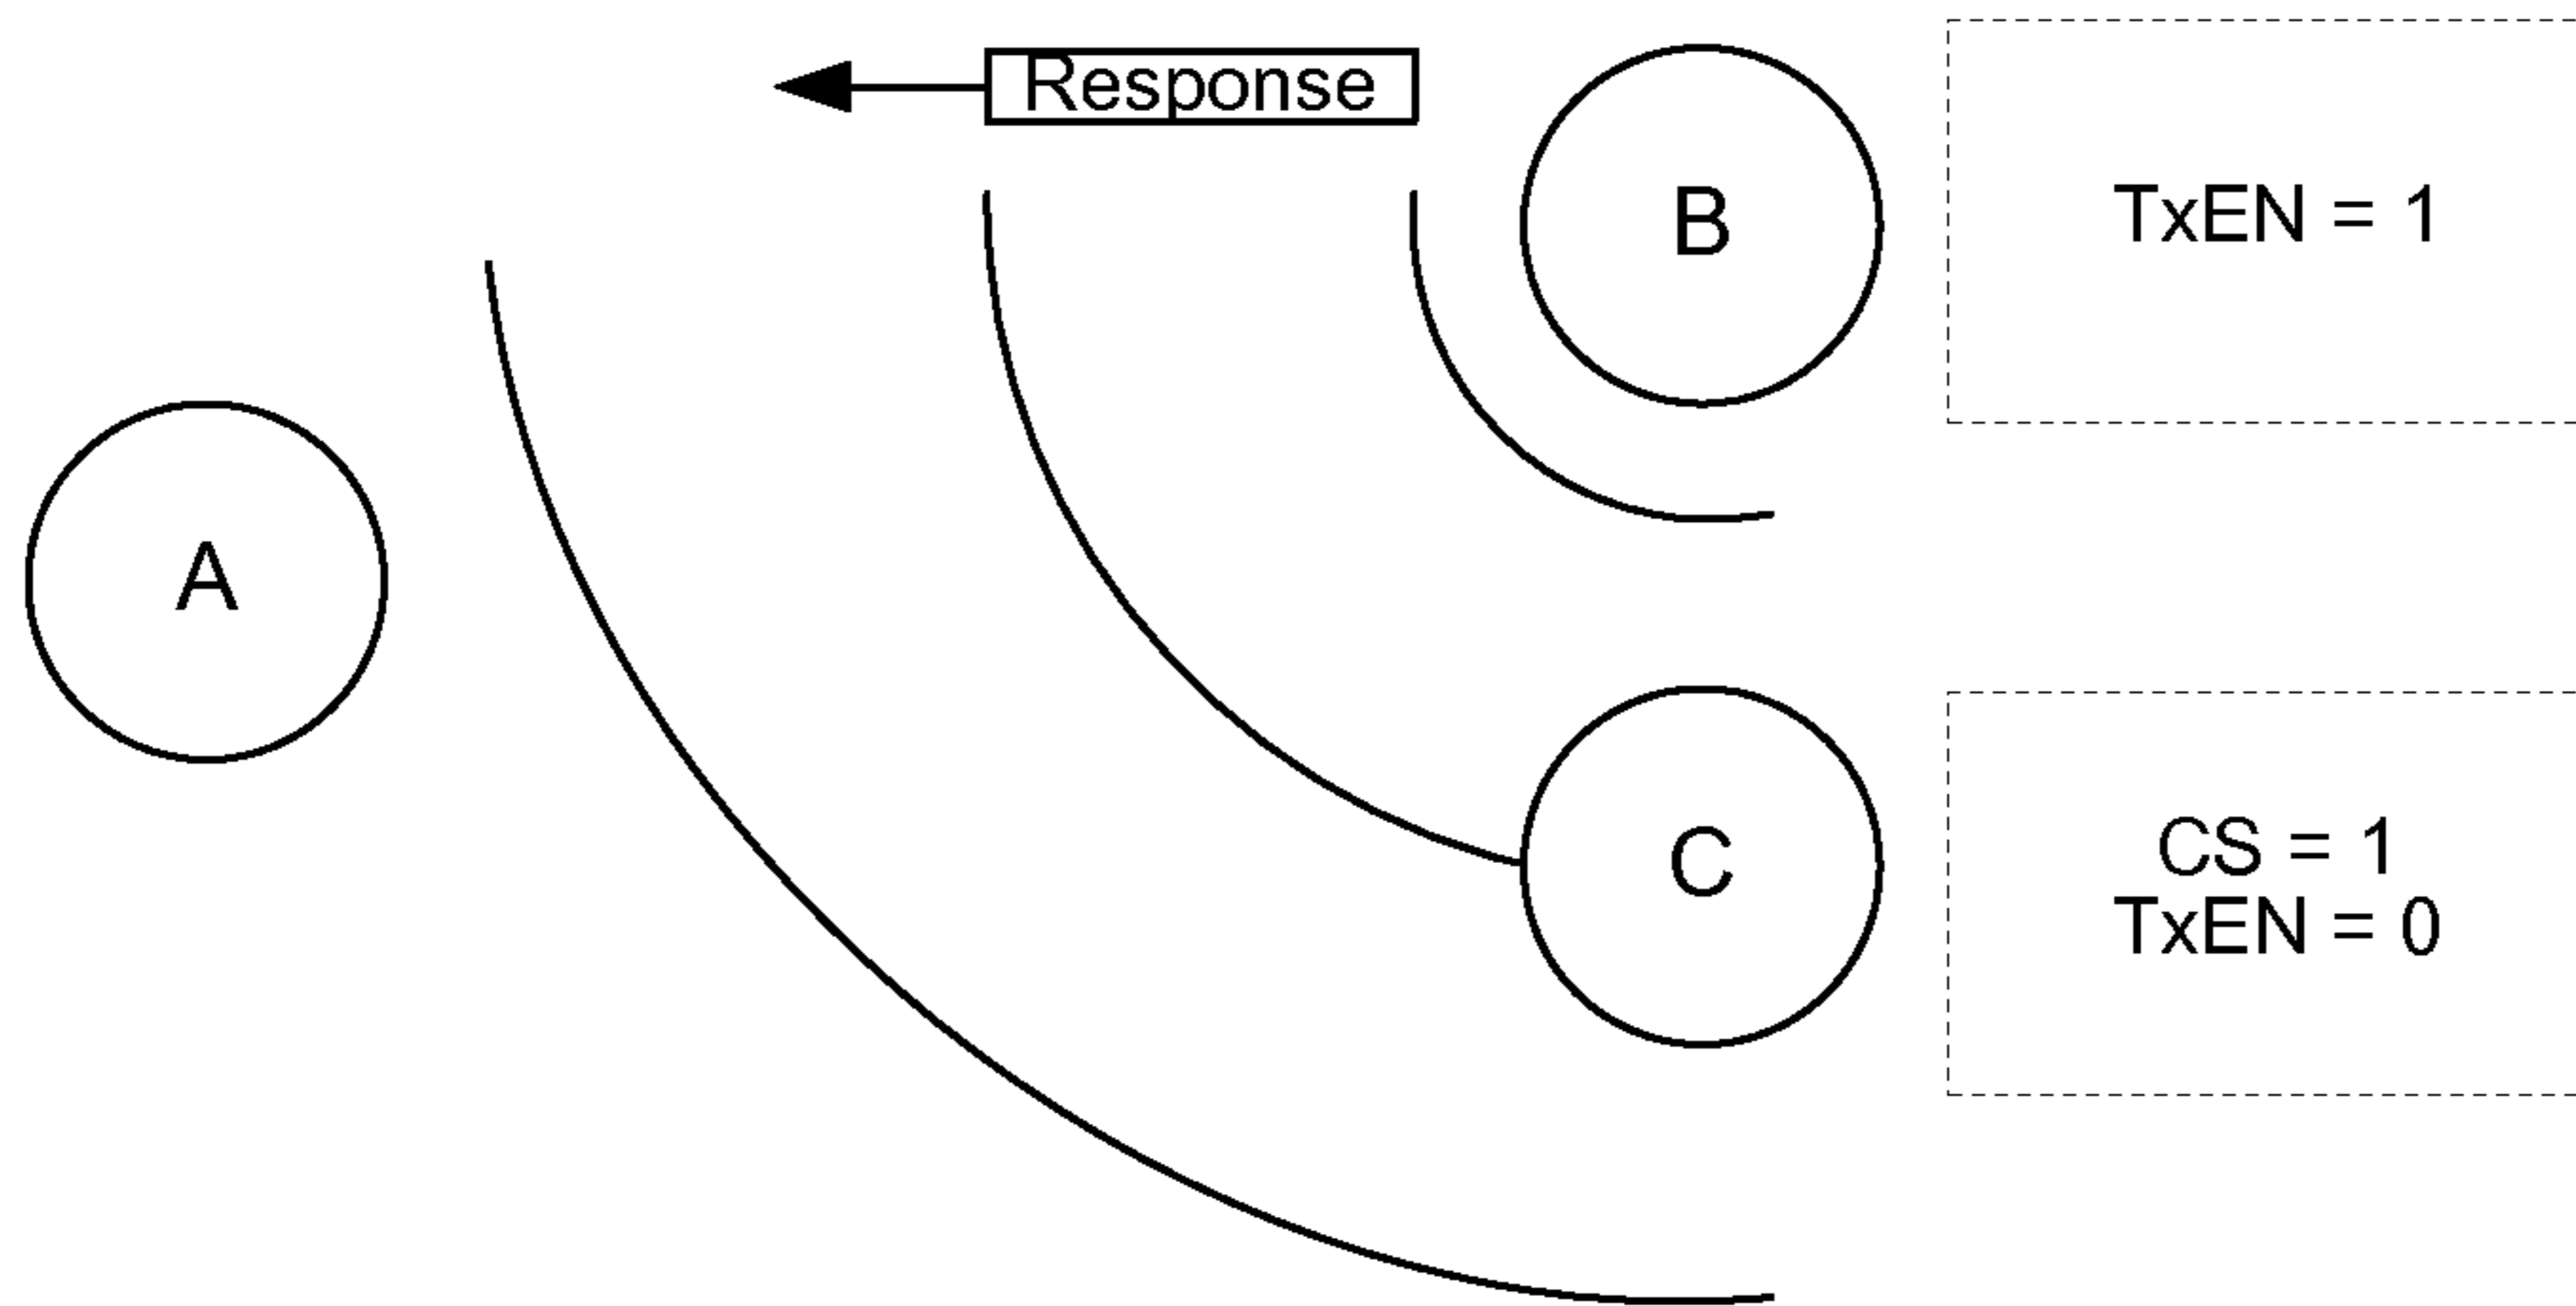 Response
B
TxEN = 1
A
C
CS = 1
TxEN = 0